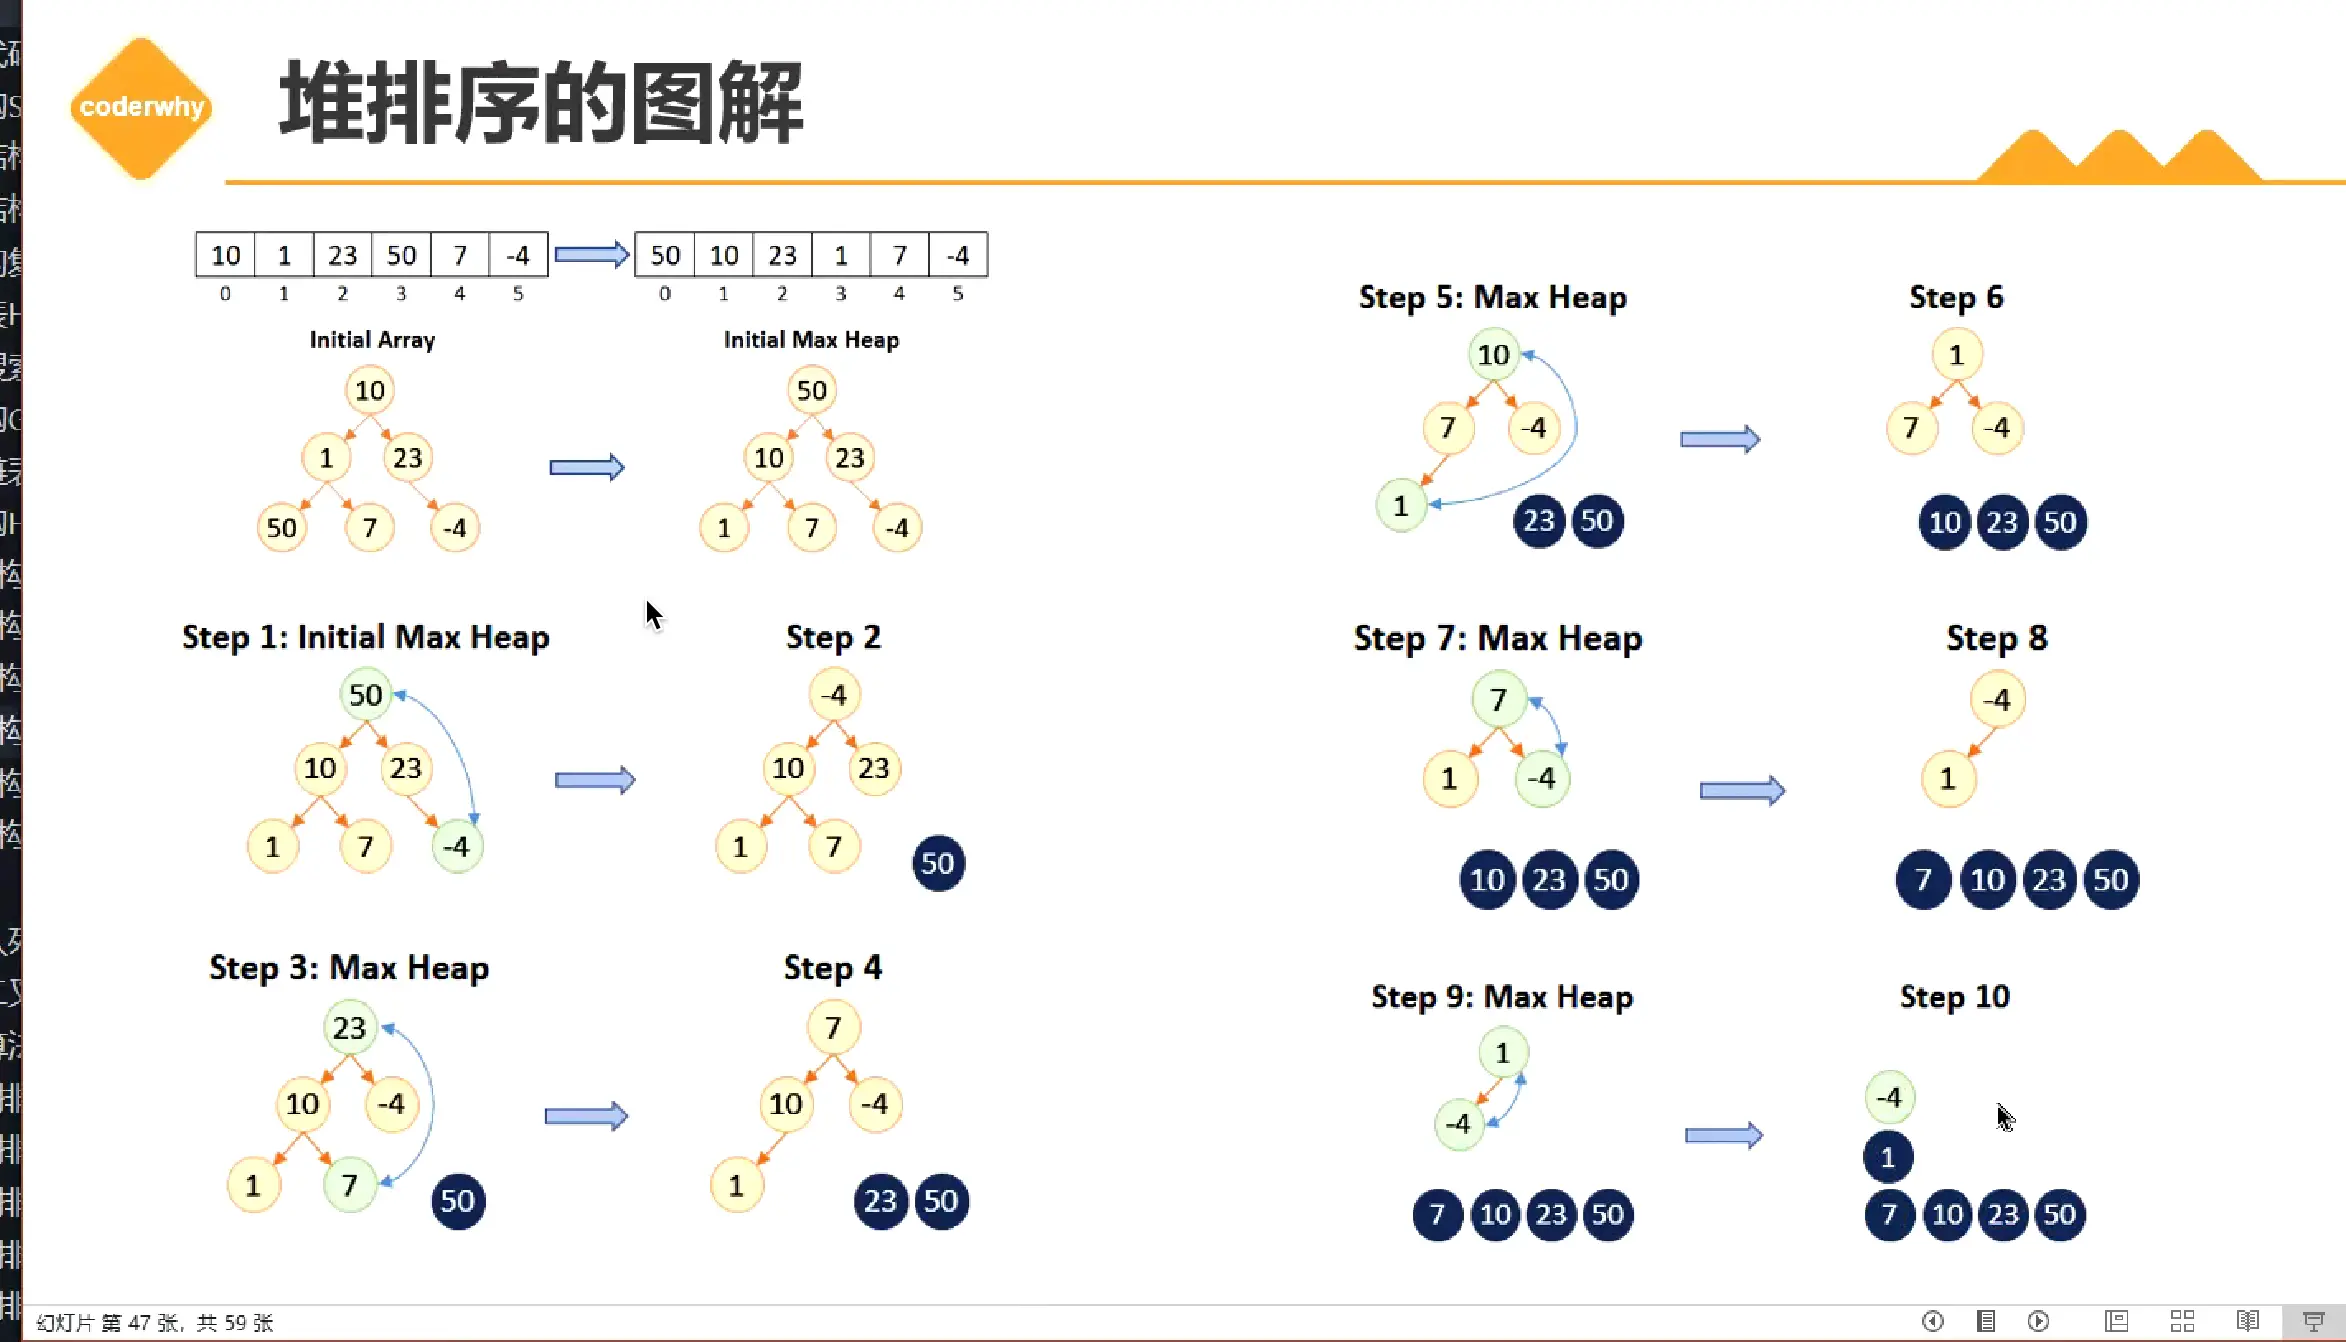 coderwhy
堆排序的图解
10 1 23 50 7 -4
0 1 2 3 4 5
50 10 23 1 7 -4
0 1 2 3 4 5
Initial Array
10
1 23
50 7 -4
Initial Max Heap
50
10 23
1 7 -4
Step 1: Initial Max Heap
50
10 23
1 7 -4
Step 2
-4
10 23
1 7
50
Step 3: Max Heap
23
10 -4
1 7
50
Step 4
7
10 -4
1
23 50
Step 5: Max Heap
10
7 -4
1
23 50
Step 6
1
7 -4
10 23 50
Step 7: Max Heap
7
1 -4
10 23 50
Step 8
-4
1
7 10 23 50
Step 9: Max Heap
1
-4
7 10 23 50
Step 10
-4
1
7 10 23 50
幻灯片 第 47 张，共 59 张